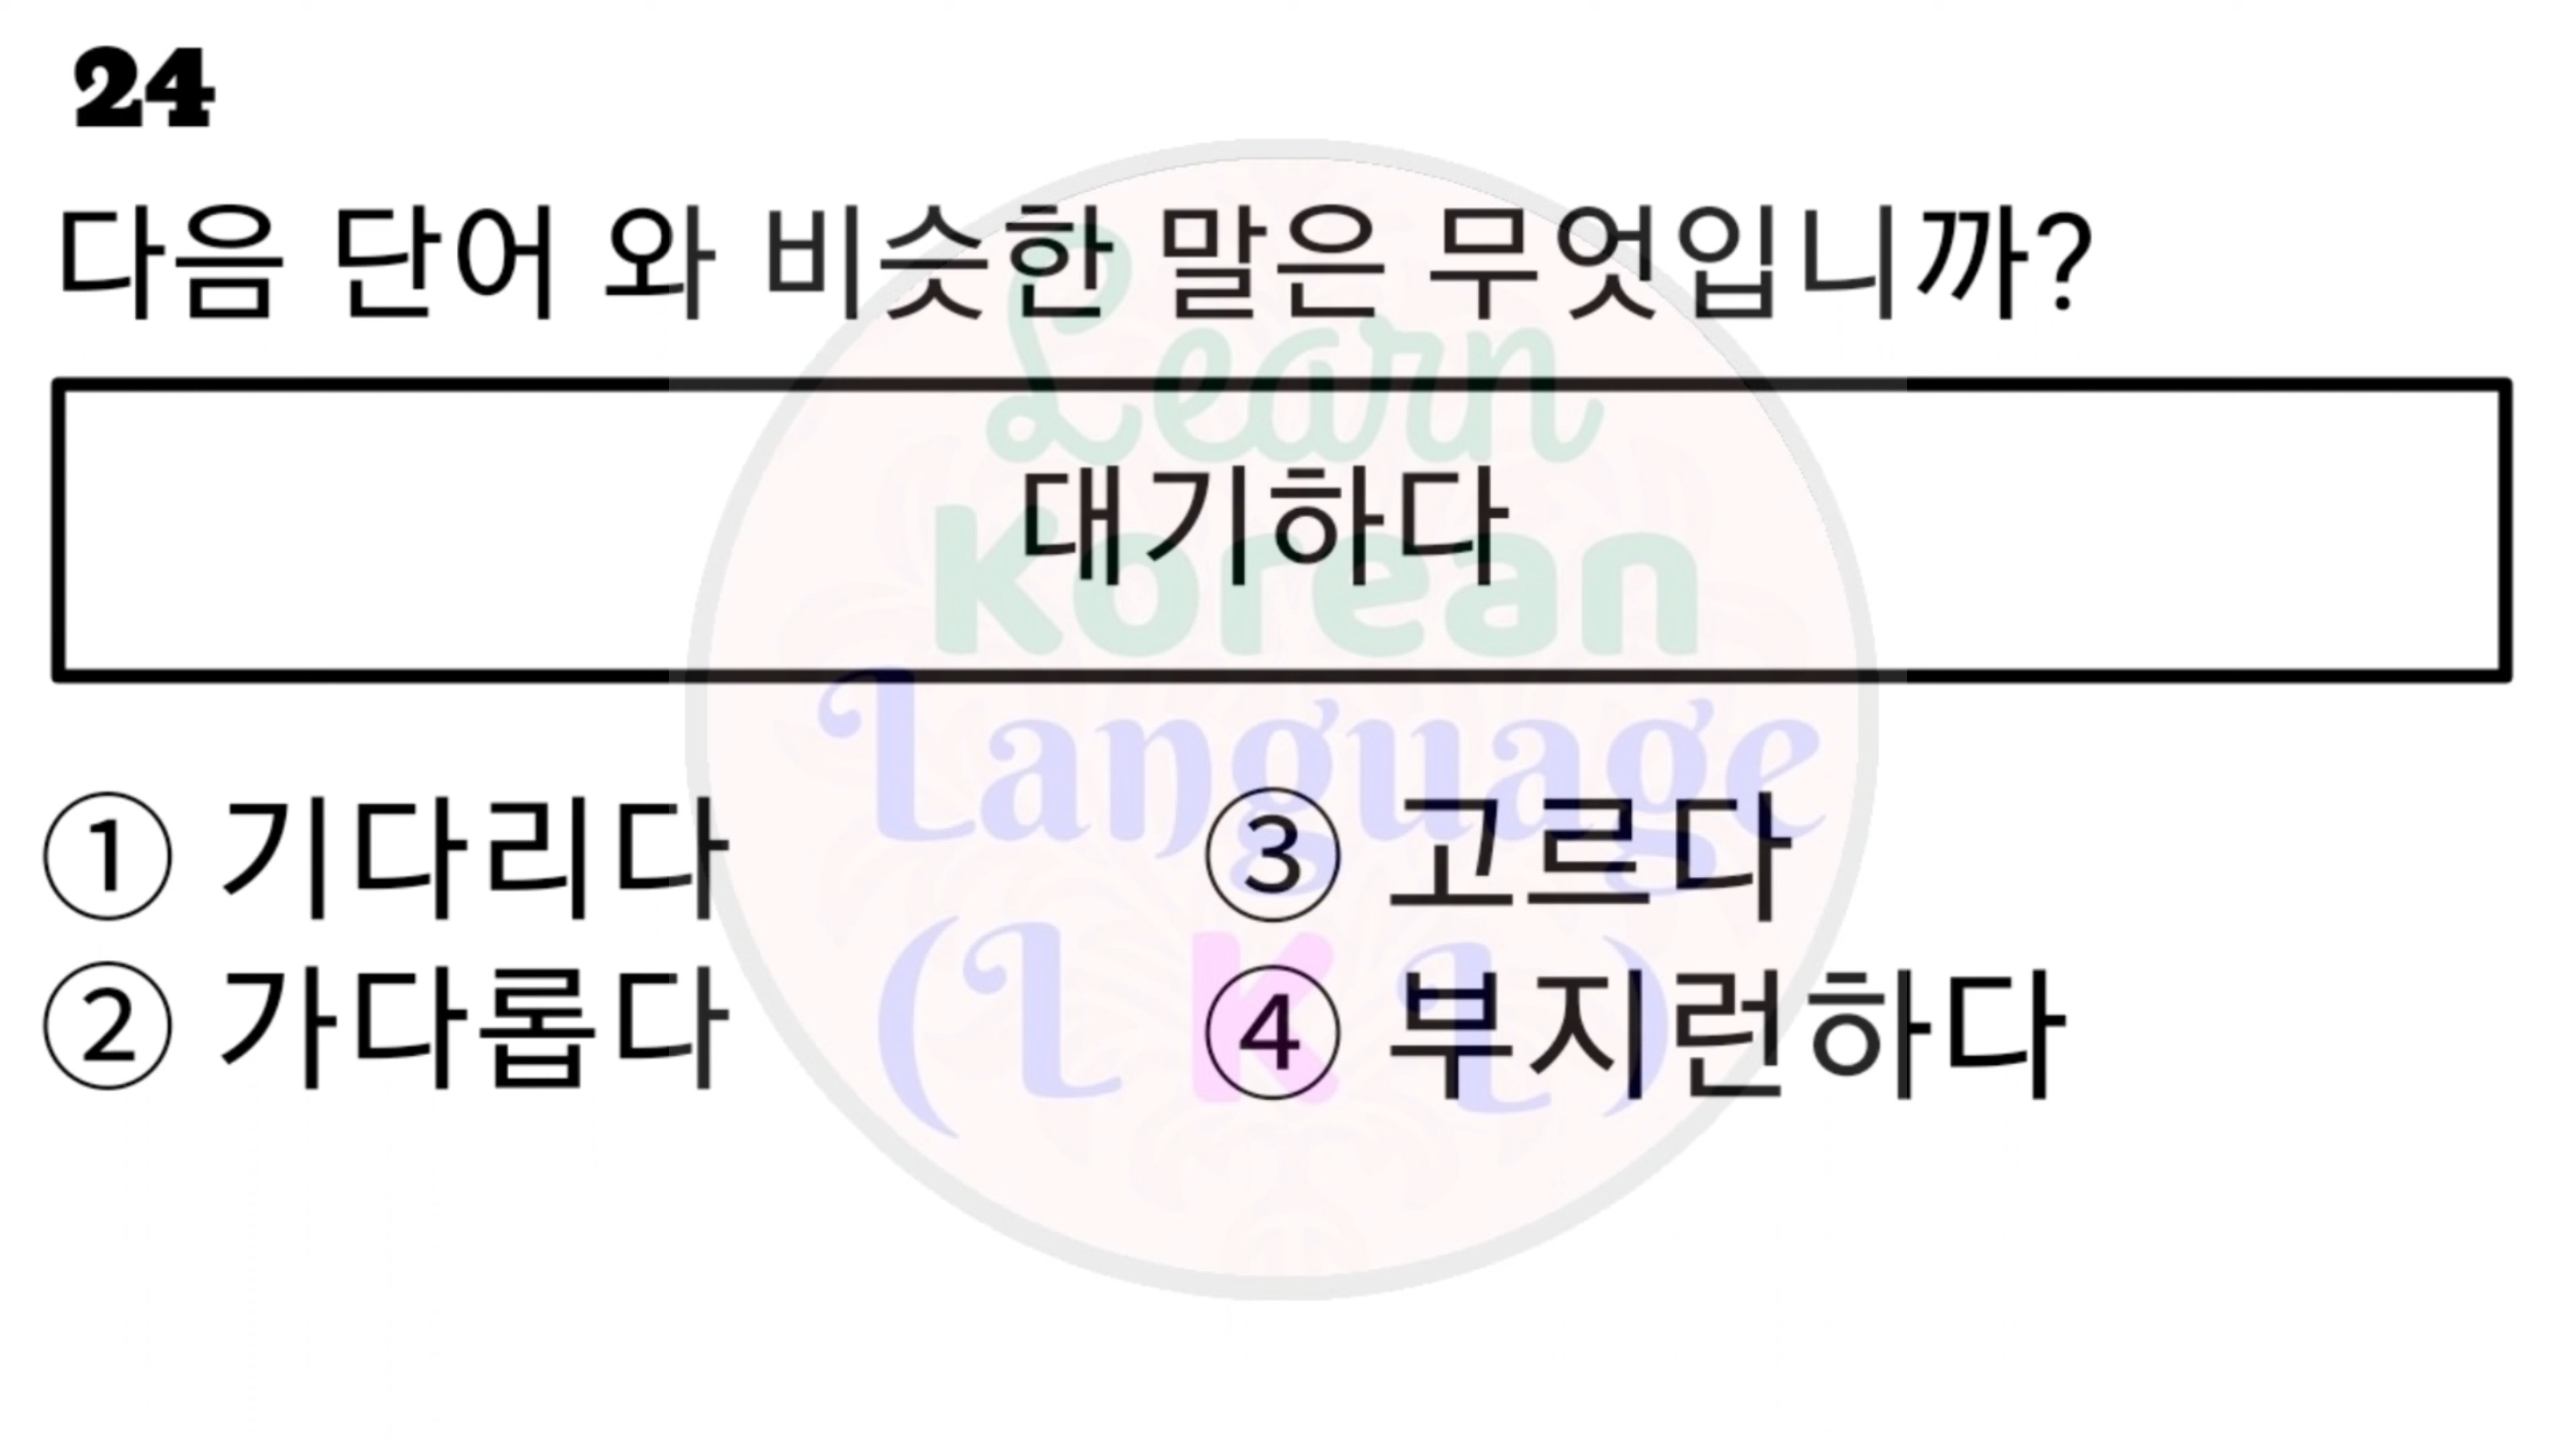 24
다음 단어 와 비슷한 말은 무엇입니까?
대기하다
① 기다리다
② 가다롭다
③ 고르다
④ 부지런하다
Learn
Korean
Language
(L K L)